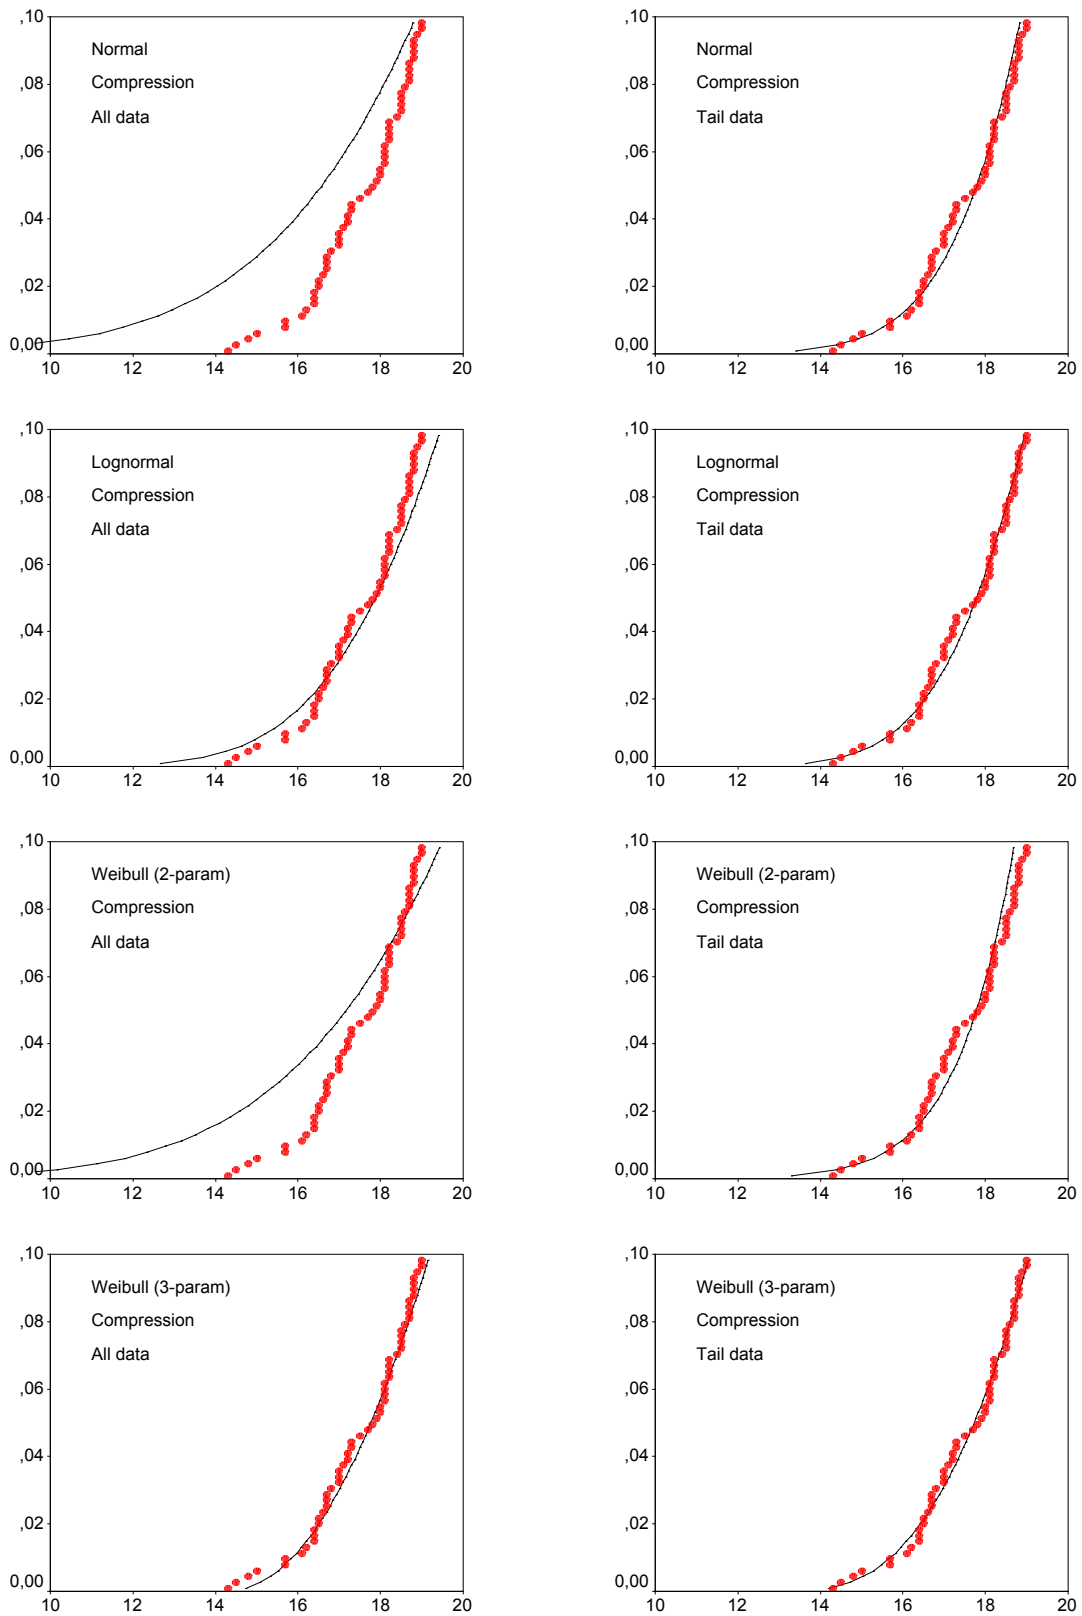 ,10
Normal
Compression
All data
,08
,06
,04
,02
0,00
10 12 14 16 18 20
,10
Normal
Compression
Tail data
,08
,06
,04
,02
0,00
10 12 14 16 18 20
,10
Lognormal
Compression
All data
,08
,06
,04
,02
0,00
10 12 14 16 18 20
,10
Lognormal
Compression
Tail data
,08
,06
,04
,02
0,00
10 12 14 16 18 20
,10
Weibull (2-param)
Compression
All data
,08
,06
,04
,02
0,00
10 12 14 16 18 20
,10
Weibull (2-param)
Compression
Tail data
,08
,06
,04
,02
0,00
10 12 14 16 18 20
,10
Weibull (3-param)
Compression
All data
,08
,06
,04
,02
0,00
10 12 14 16 18 20
,10
Weibull (3-param)
Compression
Tail data
,08
,06
,04
,02
0,00
10 12 14 16 18 20